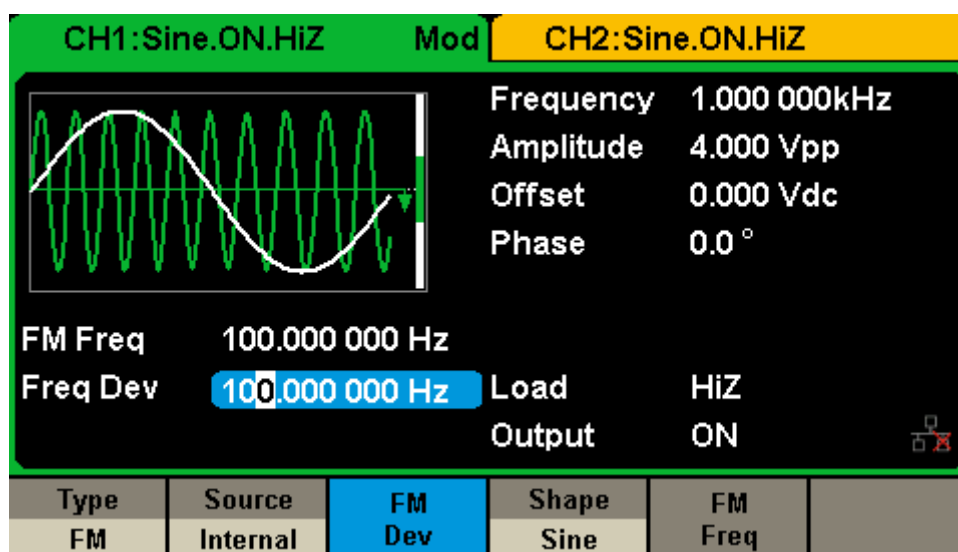 CH1:Sine.ON.HiZ Mod CH2:Sine.ON.HiZ
Frequency 1.000 000kHz
Amplitude 4.000 Vpp
Offset 0.000 Vdc
Phase 0.0 °
FM Freq 100.000 000 Hz
Freq Dev 100.000 000 Hz Load HiZ
Output ON
Type Source FM Shape FM
FM Internal Dev Sine Freq